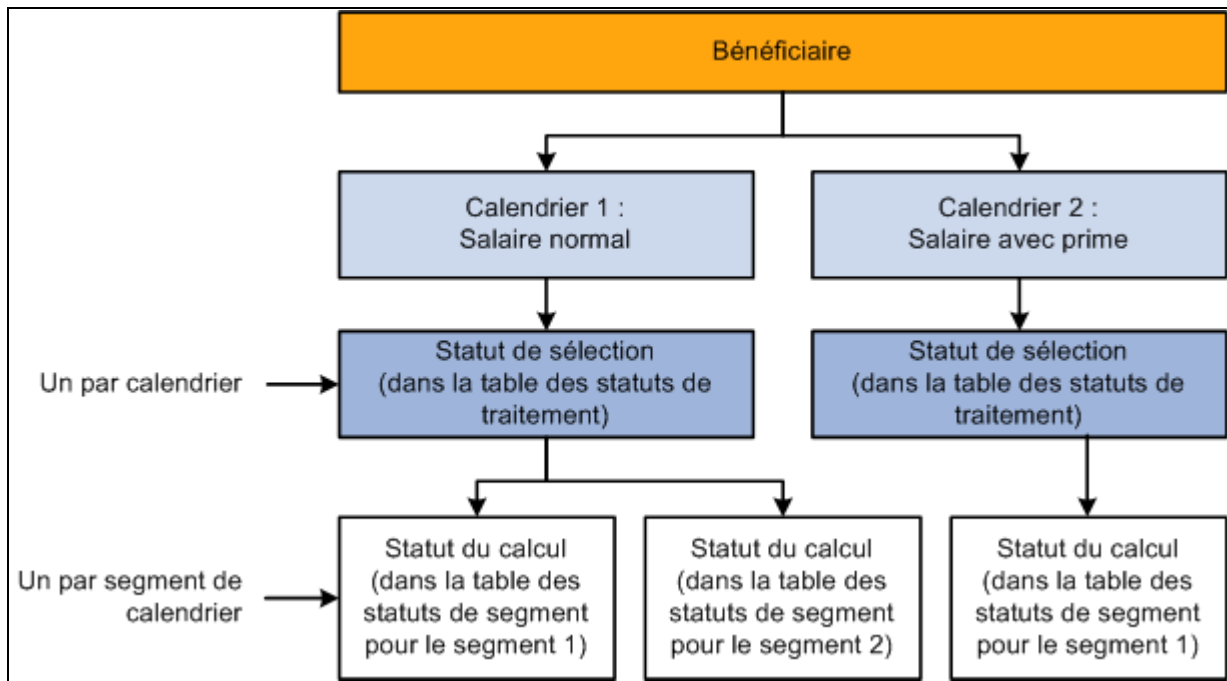 Bénéficiaire
Calendrier 1 :
Salaire normal
Calendrier 2 :
Salaire avec prime
Un par calendrier
Statut de sélection
(dans la table des statuts de
traitement)
Statut de sélection
(dans la table des statuts de
traitement)
Un par segment de
calendrier
Statut du calcul
(dans la table des
statuts de segment
pour le segment 1)
Statut du calcul
(dans la table des
statuts de segment
pour le segment 2)
Statut du calcul
(dans la table des
statuts de segment
pour le segment 1)